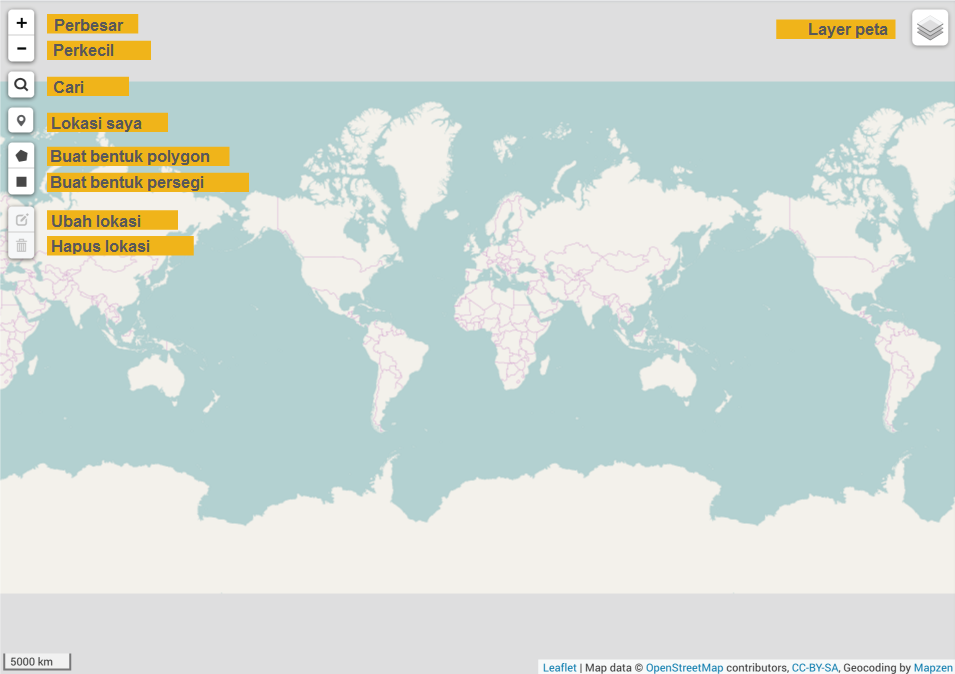 +
Perbesar
−
Perkecil
Layer peta
Cari
Lokasi saya
Buat bentuk polygon
Buat bentuk persegi
Ubah lokasi
Hapus lokasi
5000 km
Leaflet | Map data © OpenStreetMap contributors, CC-BY-SA, Geocoding by Mapzen